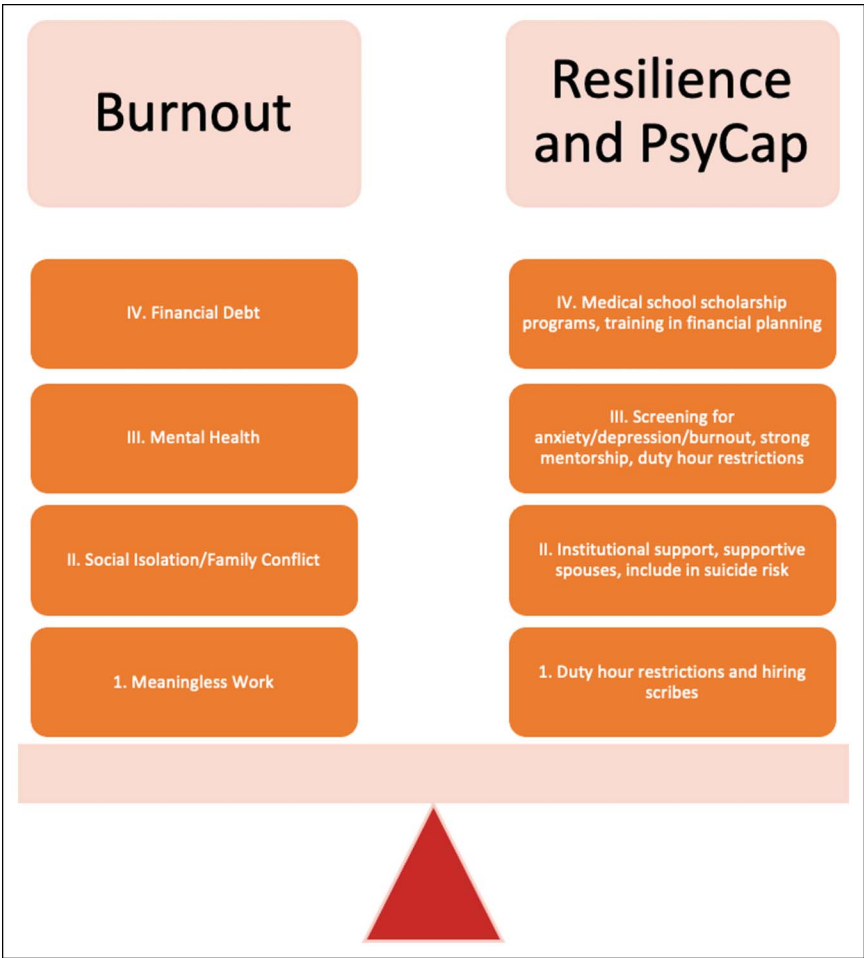 Burnout
Resilience
and PsyCap
IV. Financial Debt
IV. Medical school scholarship
programs, training in financial planning
III. Mental Health
III. Screening for
anxiety/depression/burnout, strong
mentorship, duty hour restrictions
II. Social Isolation/Family Conflict
II. Institutional support, supportive
spouses, include in suicide risk
1. Meaningless Work
1. Duty hour restrictions and hiring
scribes